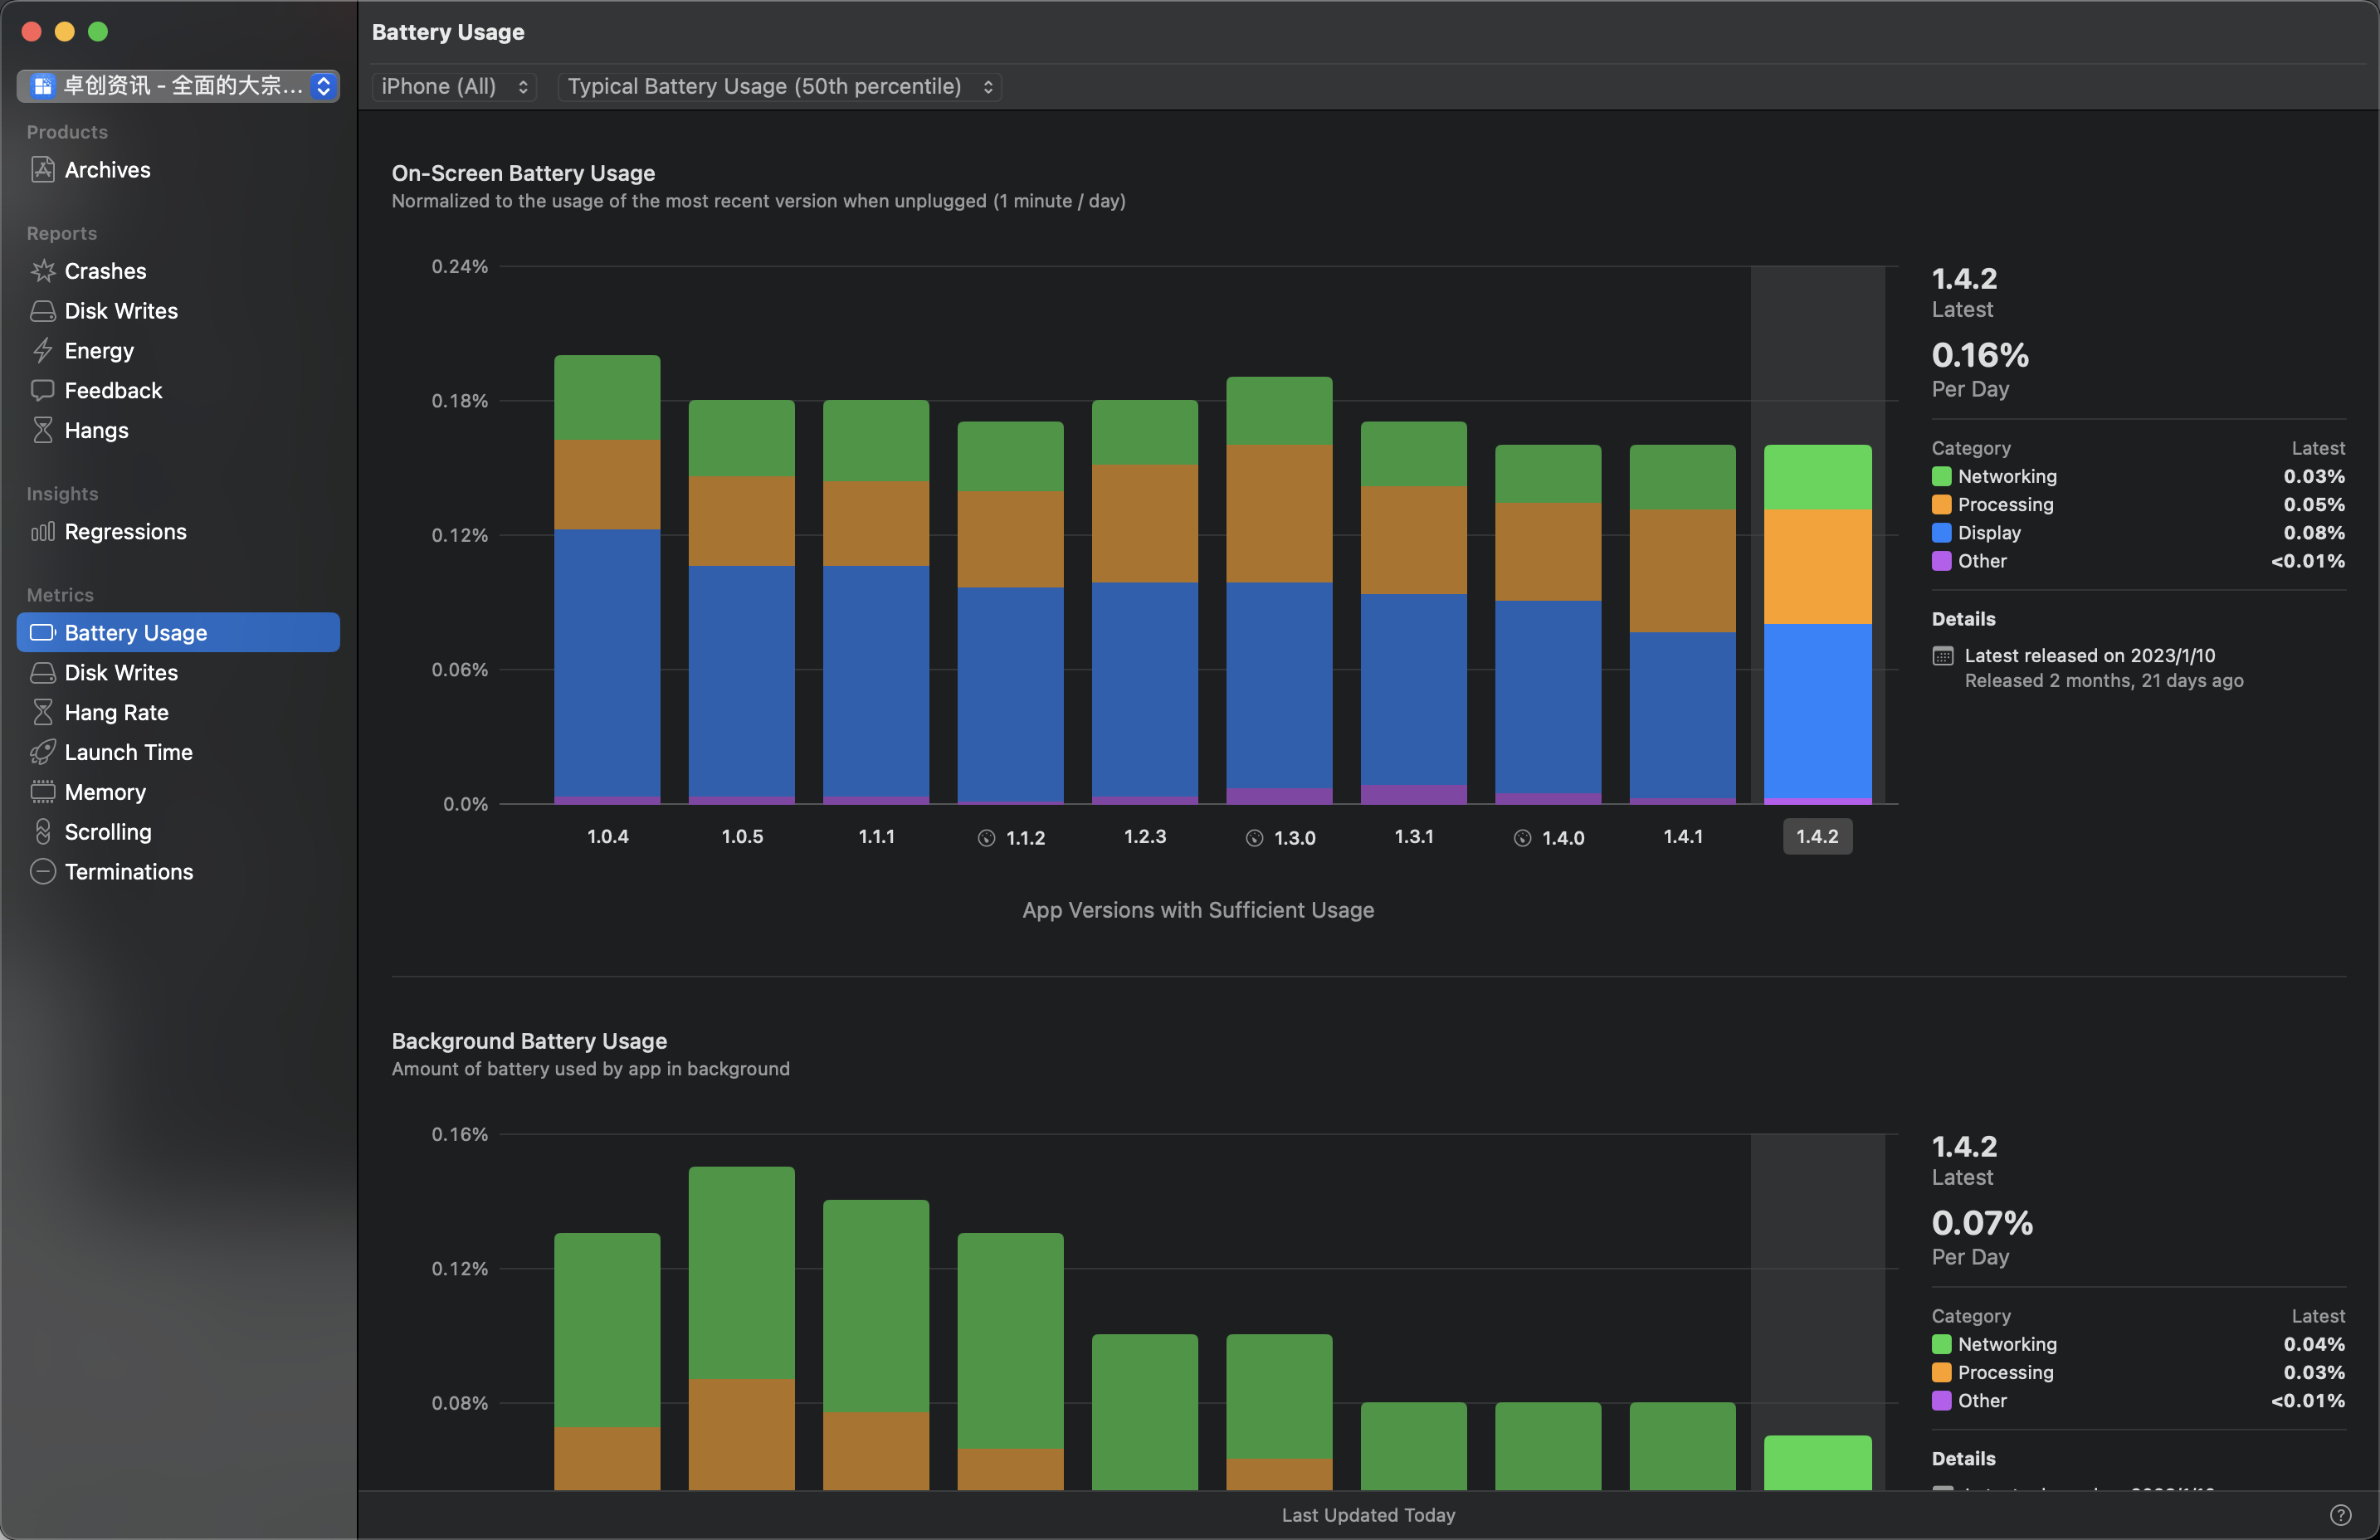 Battery Usage
卓创资讯 - 全面的大宗...
iPhone (All)
Typical Battery Usage (50th percentile)
Products
Archives
Reports
Crashes
Disk Writes
Energy
Feedback
Hangs
Insights
Regressions
Metrics
Battery Usage
Disk Writes
Hang Rate
Launch Time
Memory
Scrolling
Terminations
On-Screen Battery Usage
Normalized to the usage of the most recent version when unplugged (1 minute / day)
0.24%
0.18%
0.12%
0.06%
0.0%
1.0.4
1.0.5
1.1.1
1.1.2
1.2.3
1.3.0
1.3.1
1.4.0
1.4.1
1.4.2
App Versions with Sufficient Usage
1.4.2
Latest
0.16%
Per Day
Category Latest
Networking 0.03%
Processing 0.05%
Display 0.08%
Other <0.01%
Details
Latest released on 2023/1/10
Released 2 months, 21 days ago
Background Battery Usage
Amount of battery used by app in background
0.16%
0.12%
0.08%
1.4.2
Latest
0.07%
Per Day
Category Latest
Networking 0.04%
Processing 0.03%
Other <0.01%
Details
Last Updated Today
?